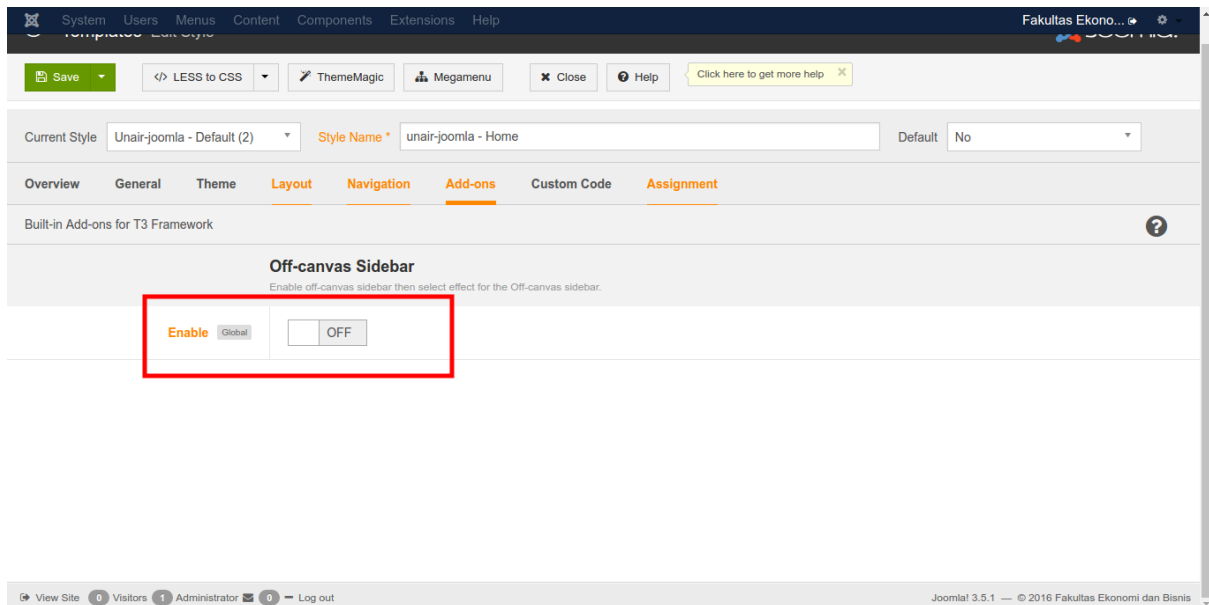 System Users Menus Content Components Extensions Help Fakultas Ekono...
Templates Edit Style Joomla!
Save LESS to CSS ThemeMagic Megamenu Close Help Click here to get more help
Current Style Unair-joomla - Default (2) Style Name * unair-joomla - Home Default No
Overview General Theme Layout Navigation Add-ons Custom Code Assignment
Built-in Add-ons for T3 Framework
Off-canvas Sidebar
Enable off-canvas sidebar then select effect for the Off-canvas sidebar.
Enable Global OFF
View Site 0 Visitors 1 Administrator 0 Log out Joomla! 3.5.1 — © 2016 Fakultas Ekonomi dan Bisnis